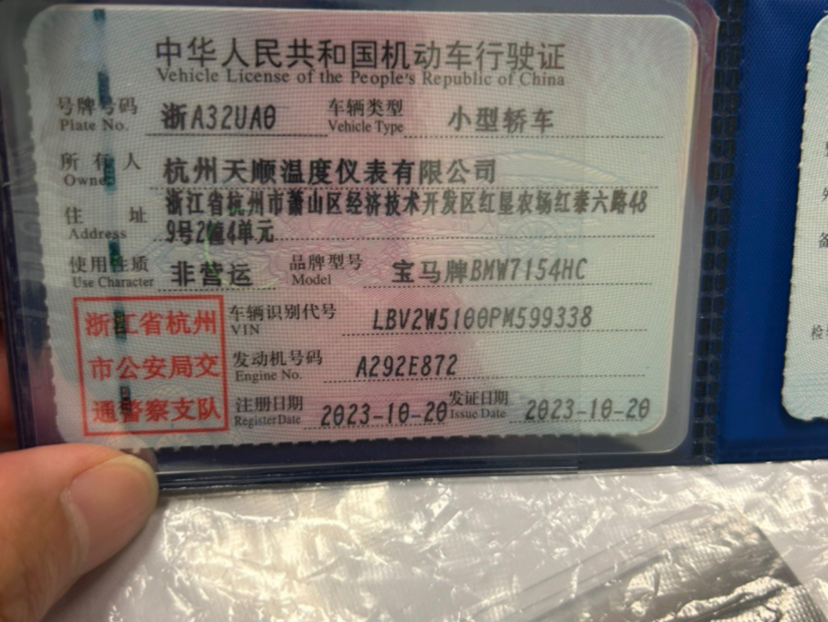 中华人民共和国机动车行驶证
Vehicle License of the People's Republic of China
号牌号码 浙A32UA0 车辆类型 小型轿车
Plate No. Vehicle Type
所有人 杭州天顺温度仪表有限公司
Owner
住址 浙江省杭州市萧山区经济技术开发区红垦农场红泰六路48
Address 9号2幢4单元
使用性质 非营运 品牌型号 宝马牌BMW7154HC
Use Character Model
浙江省杭州 车辆识别代号 LBV2W5100PM599338
VIN
市公安局交 发动机号码 A292E872
Engine No.
通警察支队 注册日期 2023-10-20 发证日期 2023-10-20
Register Date Issue Date